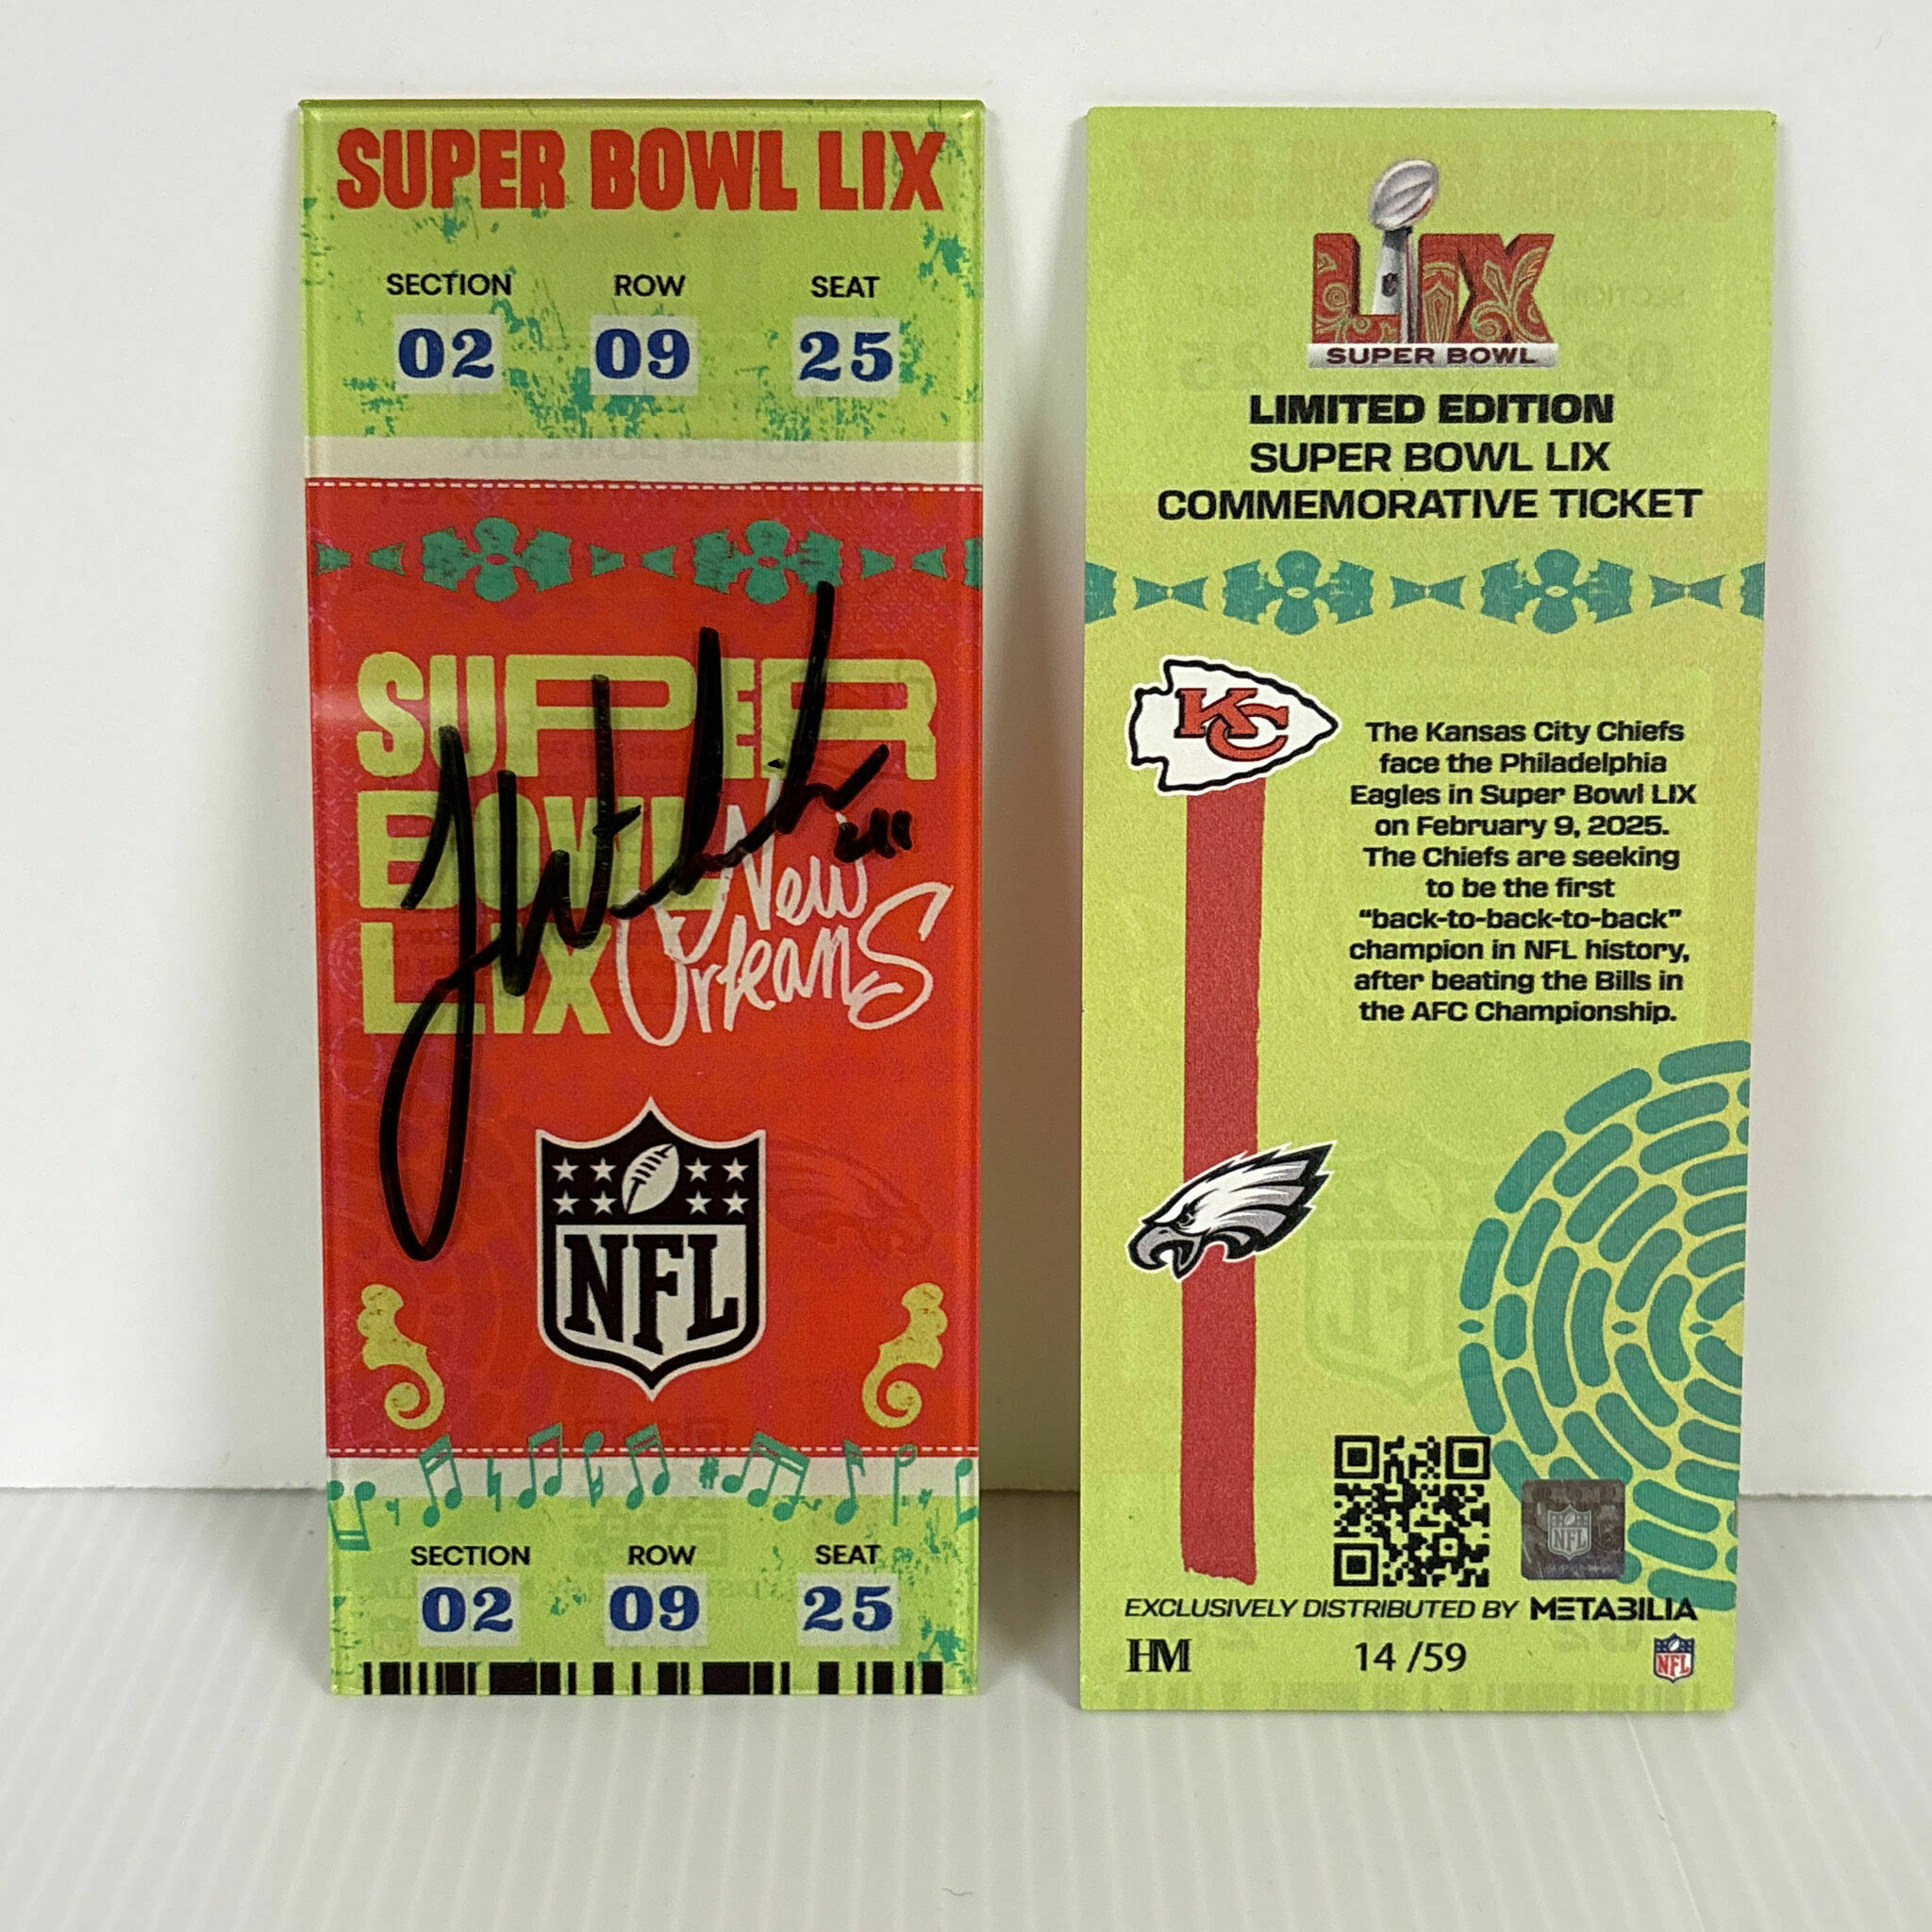 SUPER BOWL LIX
SECTION ROW SEAT
02 09 25
SUPER
BOWL
LIX
New
Orleans
NFL
SECTION ROW SEAT
02 09 25
LIX
SUPER BOWL
LIMITED EDITION
SUPER BOWL LIX
COMMEMORATIVE TICKET
KC
The Kansas City Chiefs
face the Philadelphia
Eagles in Super Bowl LIX
on February 9, 2025.
The Chiefs are seeking
to be the first
“back-to-back-to-back”
champion in NFL history,
after beating the Bills in
the AFC Championship.
NFL
EXCLUSIVELY DISTRIBUTED BY METABILIA
HM 14 /59 NFL